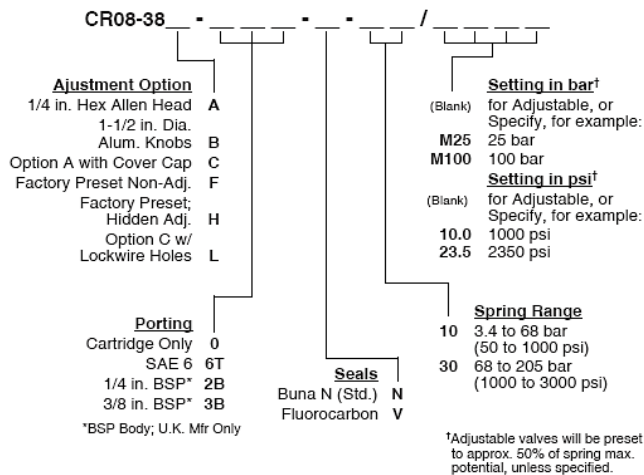 CR08-38__ - __ __ __ - __ - __ __ / __ __ __ __
Ajustment Option
1/4 in. Hex Allen Head A
1-1/2 in. Dia.
Alum. Knobs B
Option A with Cover Cap C
Factory Preset Non-Adj. F
Factory Preset;
Hidden Adj. H
Option C w/
Lockwire Holes L
Porting
Cartridge Only 0
SAE 6 6T
1/4 in. BSP* 2B
3/8 in. BSP* 3B
*BSP Body; U.K. Mfr Only
Seals
Buna N (Std.) N
Fluorocarbon V
Setting in bar†
(Blank) for Adjustable, or
Specify, for example:
M25 25 bar
M100 100 bar
Setting in psi†
(Blank) for Adjustable, or
Specify, for example:
10.0 1000 psi
23.5 2350 psi
Spring Range
10 3.4 to 68 bar
(50 to 1000 psi)
30 68 to 205 bar
(1000 to 3000 psi)
†Adjustable valves will be preset
to approx. 50% of spring max.
potential, unless specified.